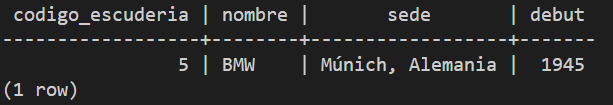 codigo_escuderia | nombre | sede | debut
------------------+--------+------------------+-------
5 | BMW | Múnich, Alemania | 1945
(1 row)